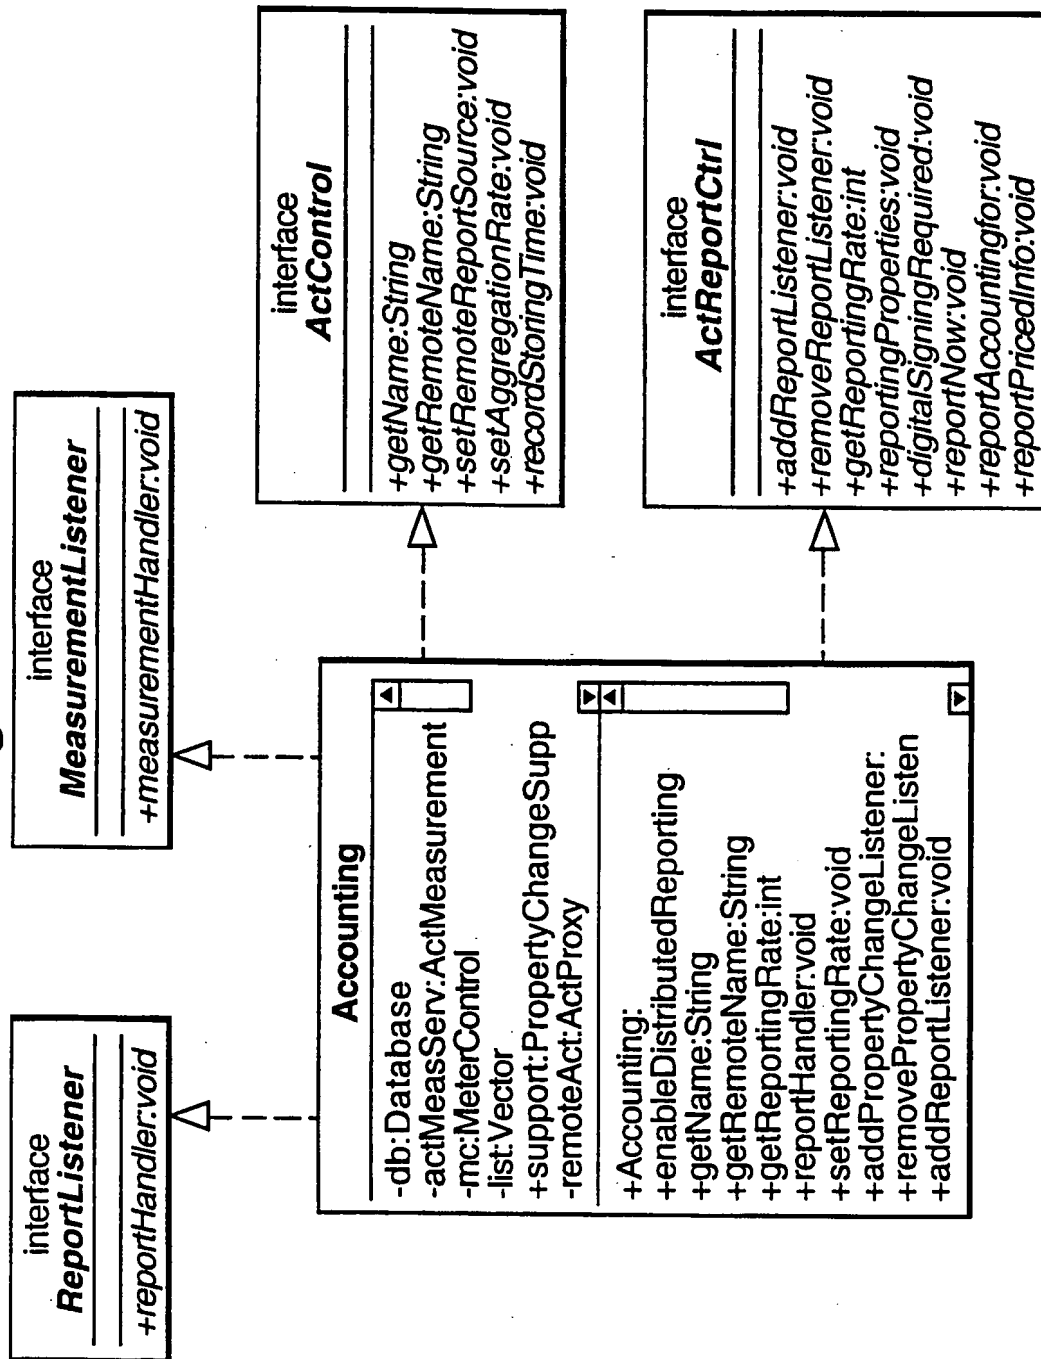 interface
ReportListener
+reportHandler:void
interface
MeasurementListener
+measurementHandler:void
Accounting
-db:Database
-actMeasServ:ActMeasurement
-mc:MeterControl
-list:Vector
+support:PropertyChangeSupp
-remoteAct:ActProxy
+Accounting:
+enableDistributedReporting
+getName:String
+getRemoteName:String
+getReportingRate:int
+reportHandler:void
+setReportingRate:void
+addPropertyChangeListener:
+removePropertyChangeListen
+addReportListener:void
interface
ActControl
+getName:String
+getRemoteName:String
+setRemoteReportSource:void
+setAggregationRate:void
+recordStoringTime:void
interface
ActReportCtrl
+addReportListener:void
+removeReportListener:void
+getReportingRate:int
+reportingProperties:void
+digitalSigningRequired:void
+reportNow:void
+reportAccountingfor:void
+reportPricedInfo:void